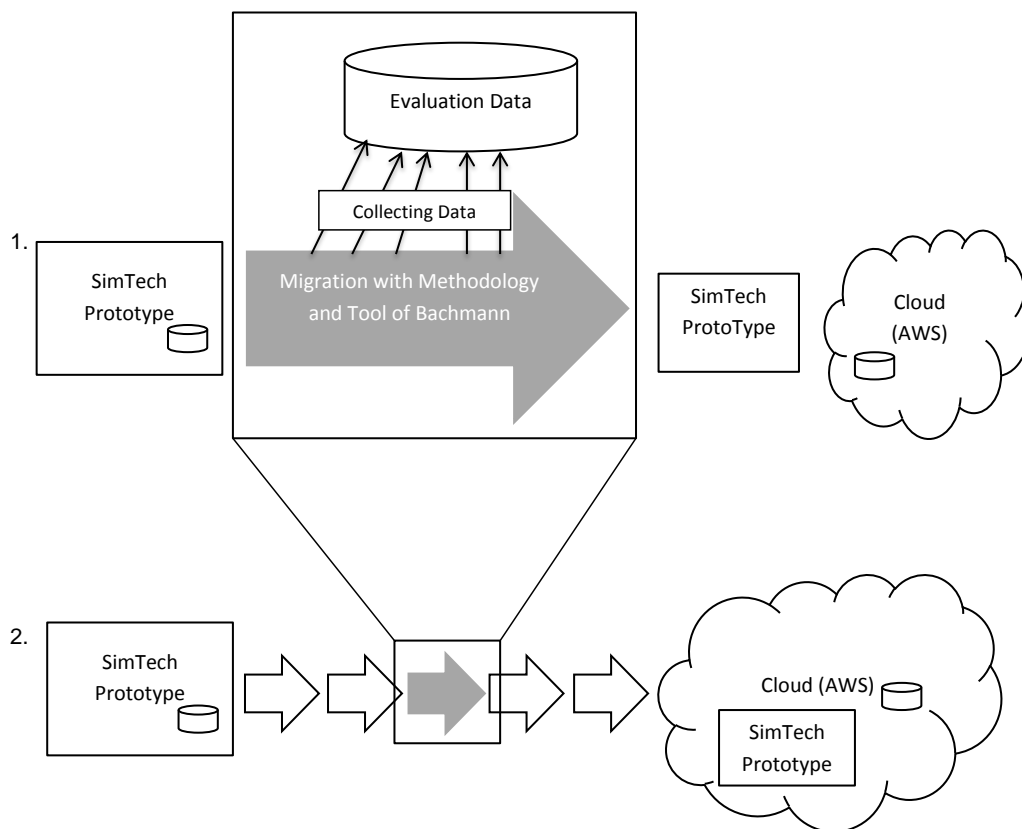 Evaluation Data
Collecting Data
1.
SimTech
Prototype
Migration with Methodology
and Tool of Bachmann
SimTech
ProtoType
Cloud
(AWS)
2.
SimTech
Prototype
Cloud (AWS)
SimTech
Prototype